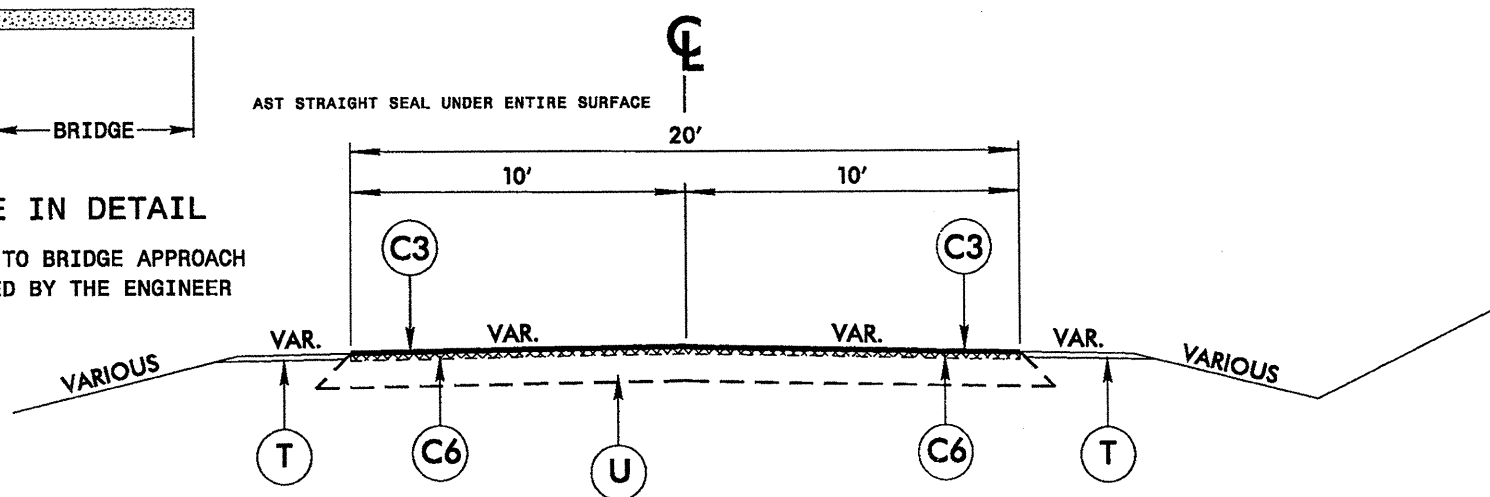 ℄
AST STRAIGHT SEAL UNDER ENTIRE SURFACE
BRIDGE
20'
10' 10'
IN DETAIL
C3 C3
TO BRIDGE APPROACH
BY THE ENGINEER
VAR. VAR. VAR. VAR.
VARIOUS VARIOUS
T C6 U C6 T